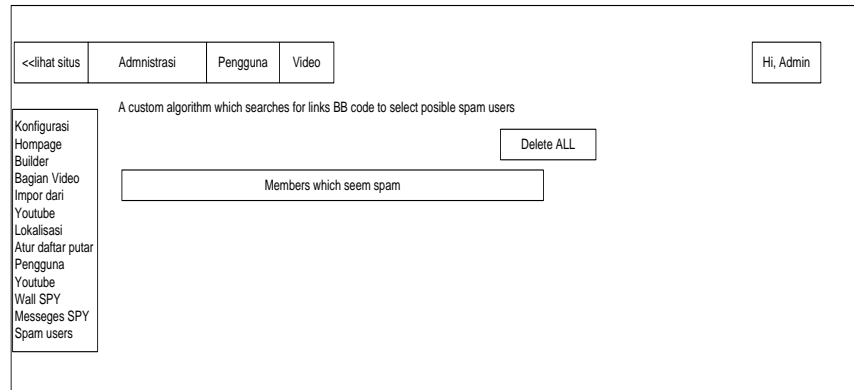 <<lihat situs
Admnistrasi
Pengguna
Video
Hi, Admin
A custom algorithm which searches for links BB code to select posible spam users
Konfigurasi
Hompage
Builder
Bagian Video
Impor dari
Youtube
Lokalisasi
Atur daftar putar
Pengguna
Youtube
Wall SPY
Messeges SPY
Spam users
Delete ALL
Members which seem spam